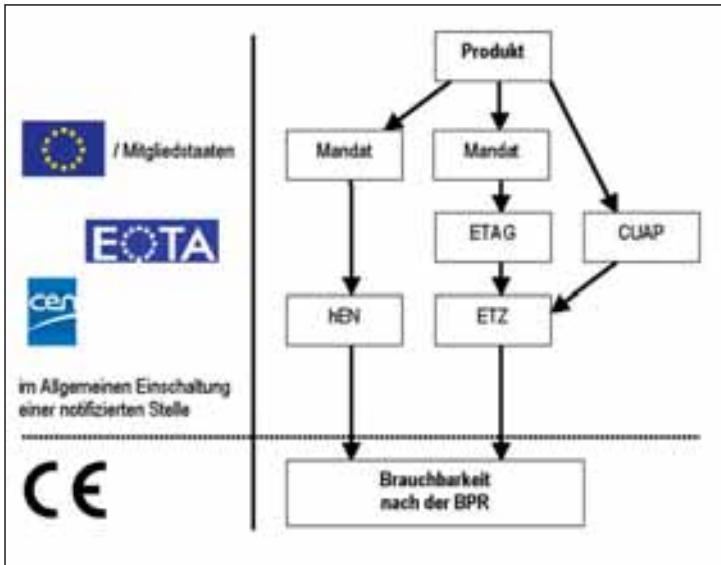 Produkt
/ Mitgliedstaaten
Mandat
Mandat
EOTA
ETAG
CUAP
cen
hEN
ETZ
im Allgemeinen Einschaltung
einer notifizierten Stelle
CE
Brauchbarkeit
nach der BPR